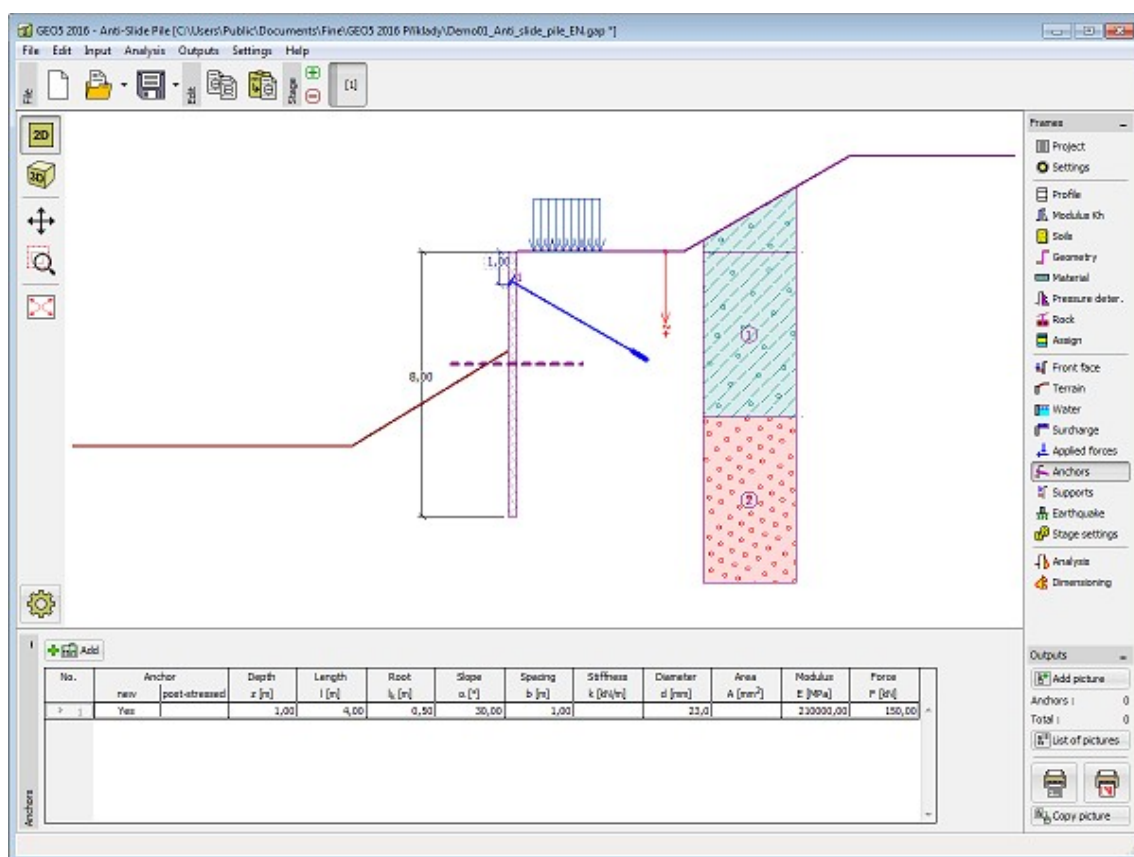 GEO5 2016 - Anti-Slide Pile [C:\Users\Public\Documents\Fine\GEO5 2016 Příklady\Demo01_Anti_slide_pile_EN.gap *]
File Edit Input Analysis Outputs Settings Help
File
Edit
Stage
[1]
2D
3D
Frames
Project
Settings
Profile
Modulus Kh
Soils
Geometry
Material
Pressure deter.
Rock
Assign
Front face
Terrain
Water
Surcharge
Applied forces
Anchors
Supports
Earthquake
Stage settings
Analysis
Dimensioning
1,00
1
8,00
+z
1
2
Add
No. Anchor Depth Length Root Slope Spacing Stiffness Diameter Area Modulus Force
new post-stressed z [m] l [m] lk [m] α [°] b [m] k [kN/m] d [mm] A [mm²] E [MPa] F [kN]
1 Yes 1,00 4,00 0,50 30,00 1,00 23,0 210000,00 150,00
Anchors
Outputs
Add picture
Anchors : 0
Total : 0
List of pictures
Copy picture